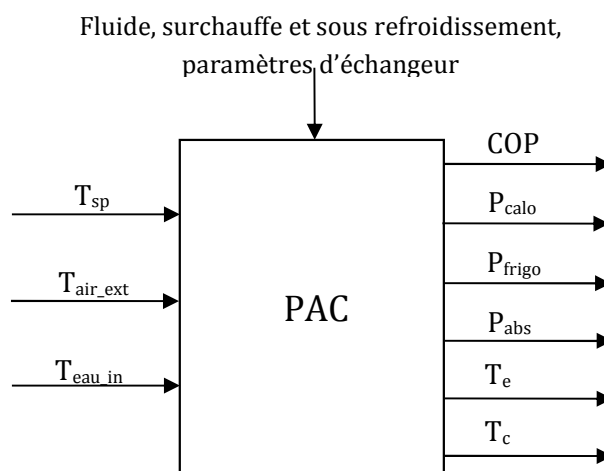 Fluide, surchauffe et sous refroidissement,
paramètres d'échangeur
COP
T_sp
P_calo
T_air_ext
P_frigo
PAC
P_abs
T_eau_in
T_e
T_c